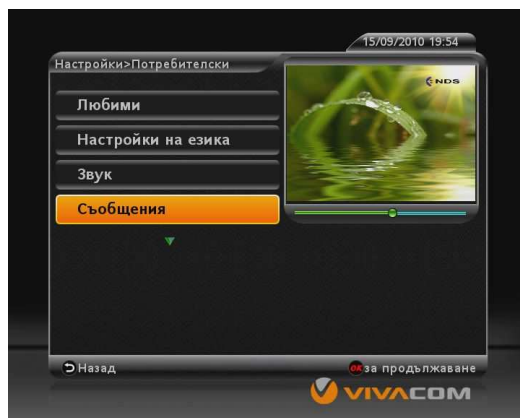 15/09/2010 19:54
Настройки>Потребителски
NDS
Любими
Настройки на езика
Звук
Съобщения
Назад
OK за продължаване
VIVACOM